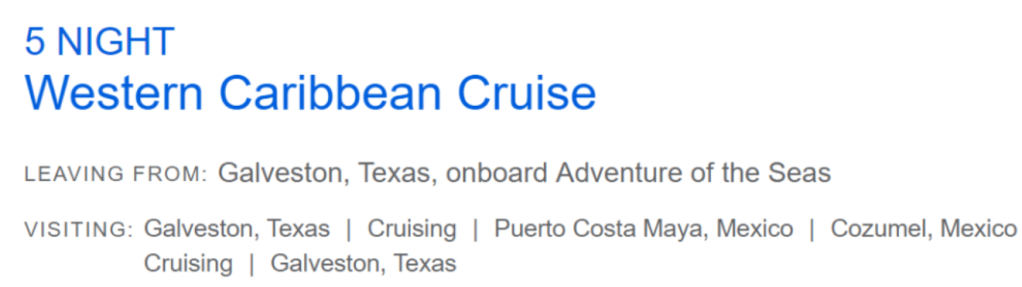 5 NIGHT
Western Caribbean Cruise
LEAVING FROM: Galveston, Texas, onboard Adventure of the Seas
VISITING: Galveston, Texas | Cruising | Puerto Costa Maya, Mexico | Cozumel, Mexico
Cruising | Galveston, Texas